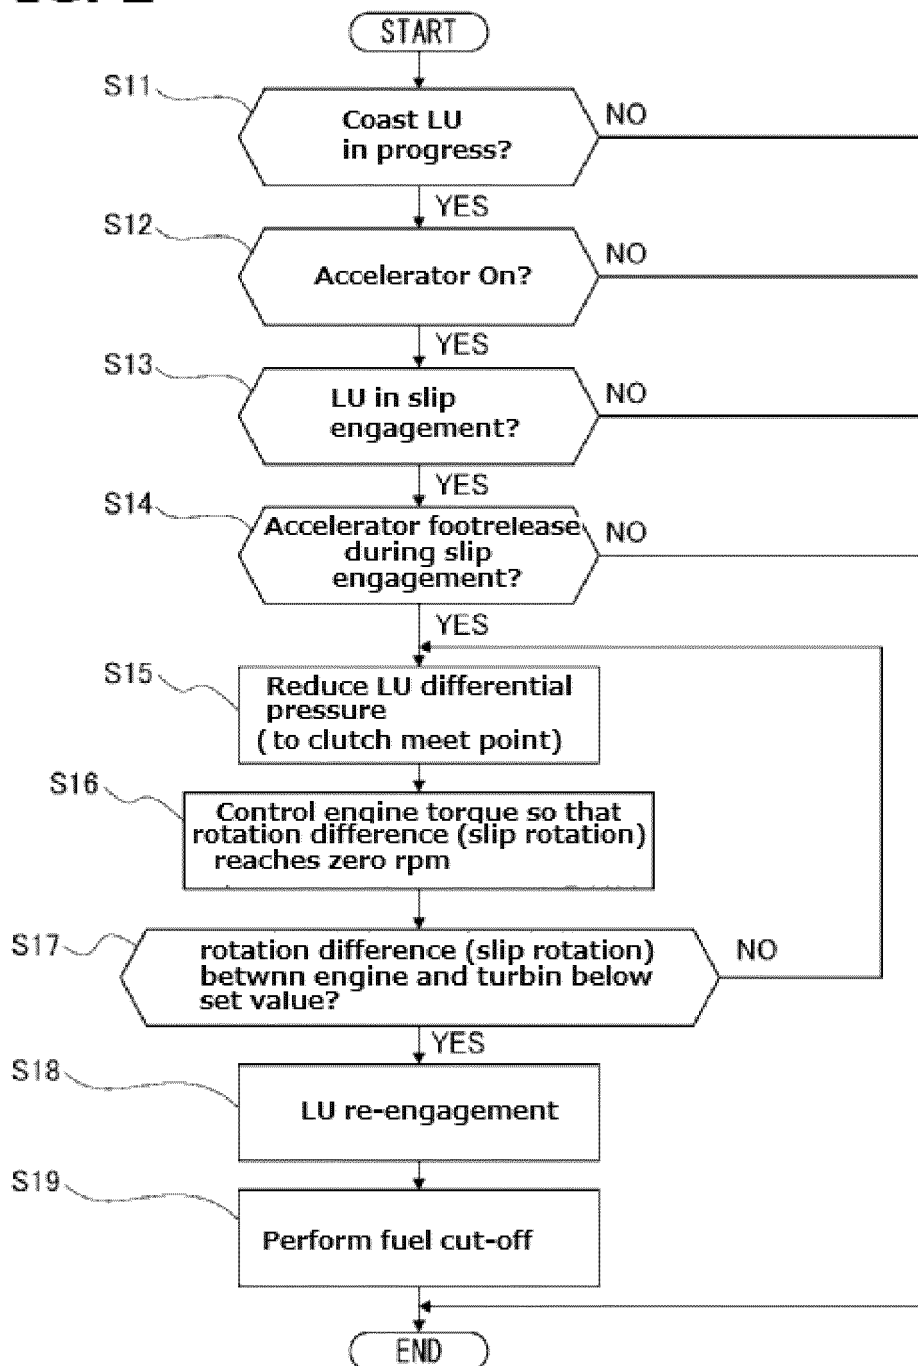 START
S11
Coast LU
in progress?
NO
YES
S12
Accelerator On?
NO
YES
S13
LU in slip
engagement?
NO
YES
S14
Accelerator footrelease
during slip
engagement?
NO
YES
S15
Reduce LU differential
pressure
( to clutch meet point)
S16
Control engine torque so that
rotation difference (slip rotation)
reaches zero rpm
S17
rotation difference (slip rotation)
betwnn engine and turbin below
set value?
NO
YES
S18
LU re-engagement
S19
Perform fuel cut-off
END